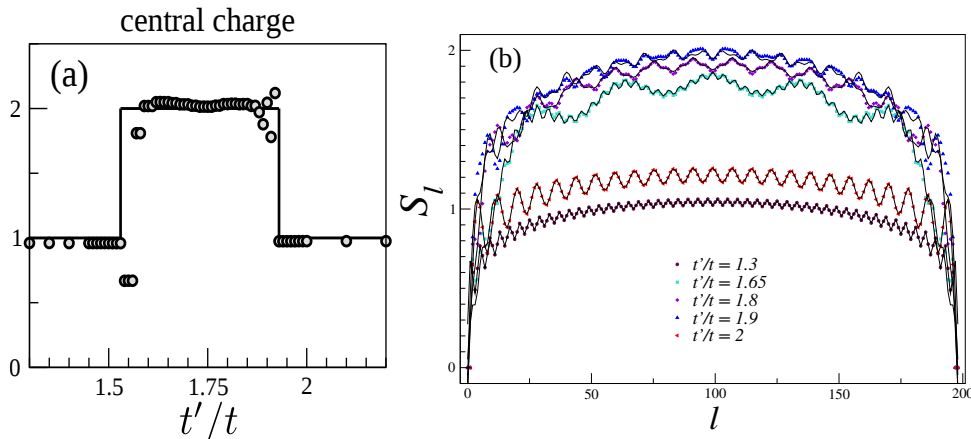 central charge
(a)
2
1
0
1.5
1.75
2
t'/t
(b)
2
1
0
S_l
t'/t = 1.3
t'/t = 1.65
t'/t = 1.8
t'/t = 1.9
t'/t = 2
0
50
100
150
200
l